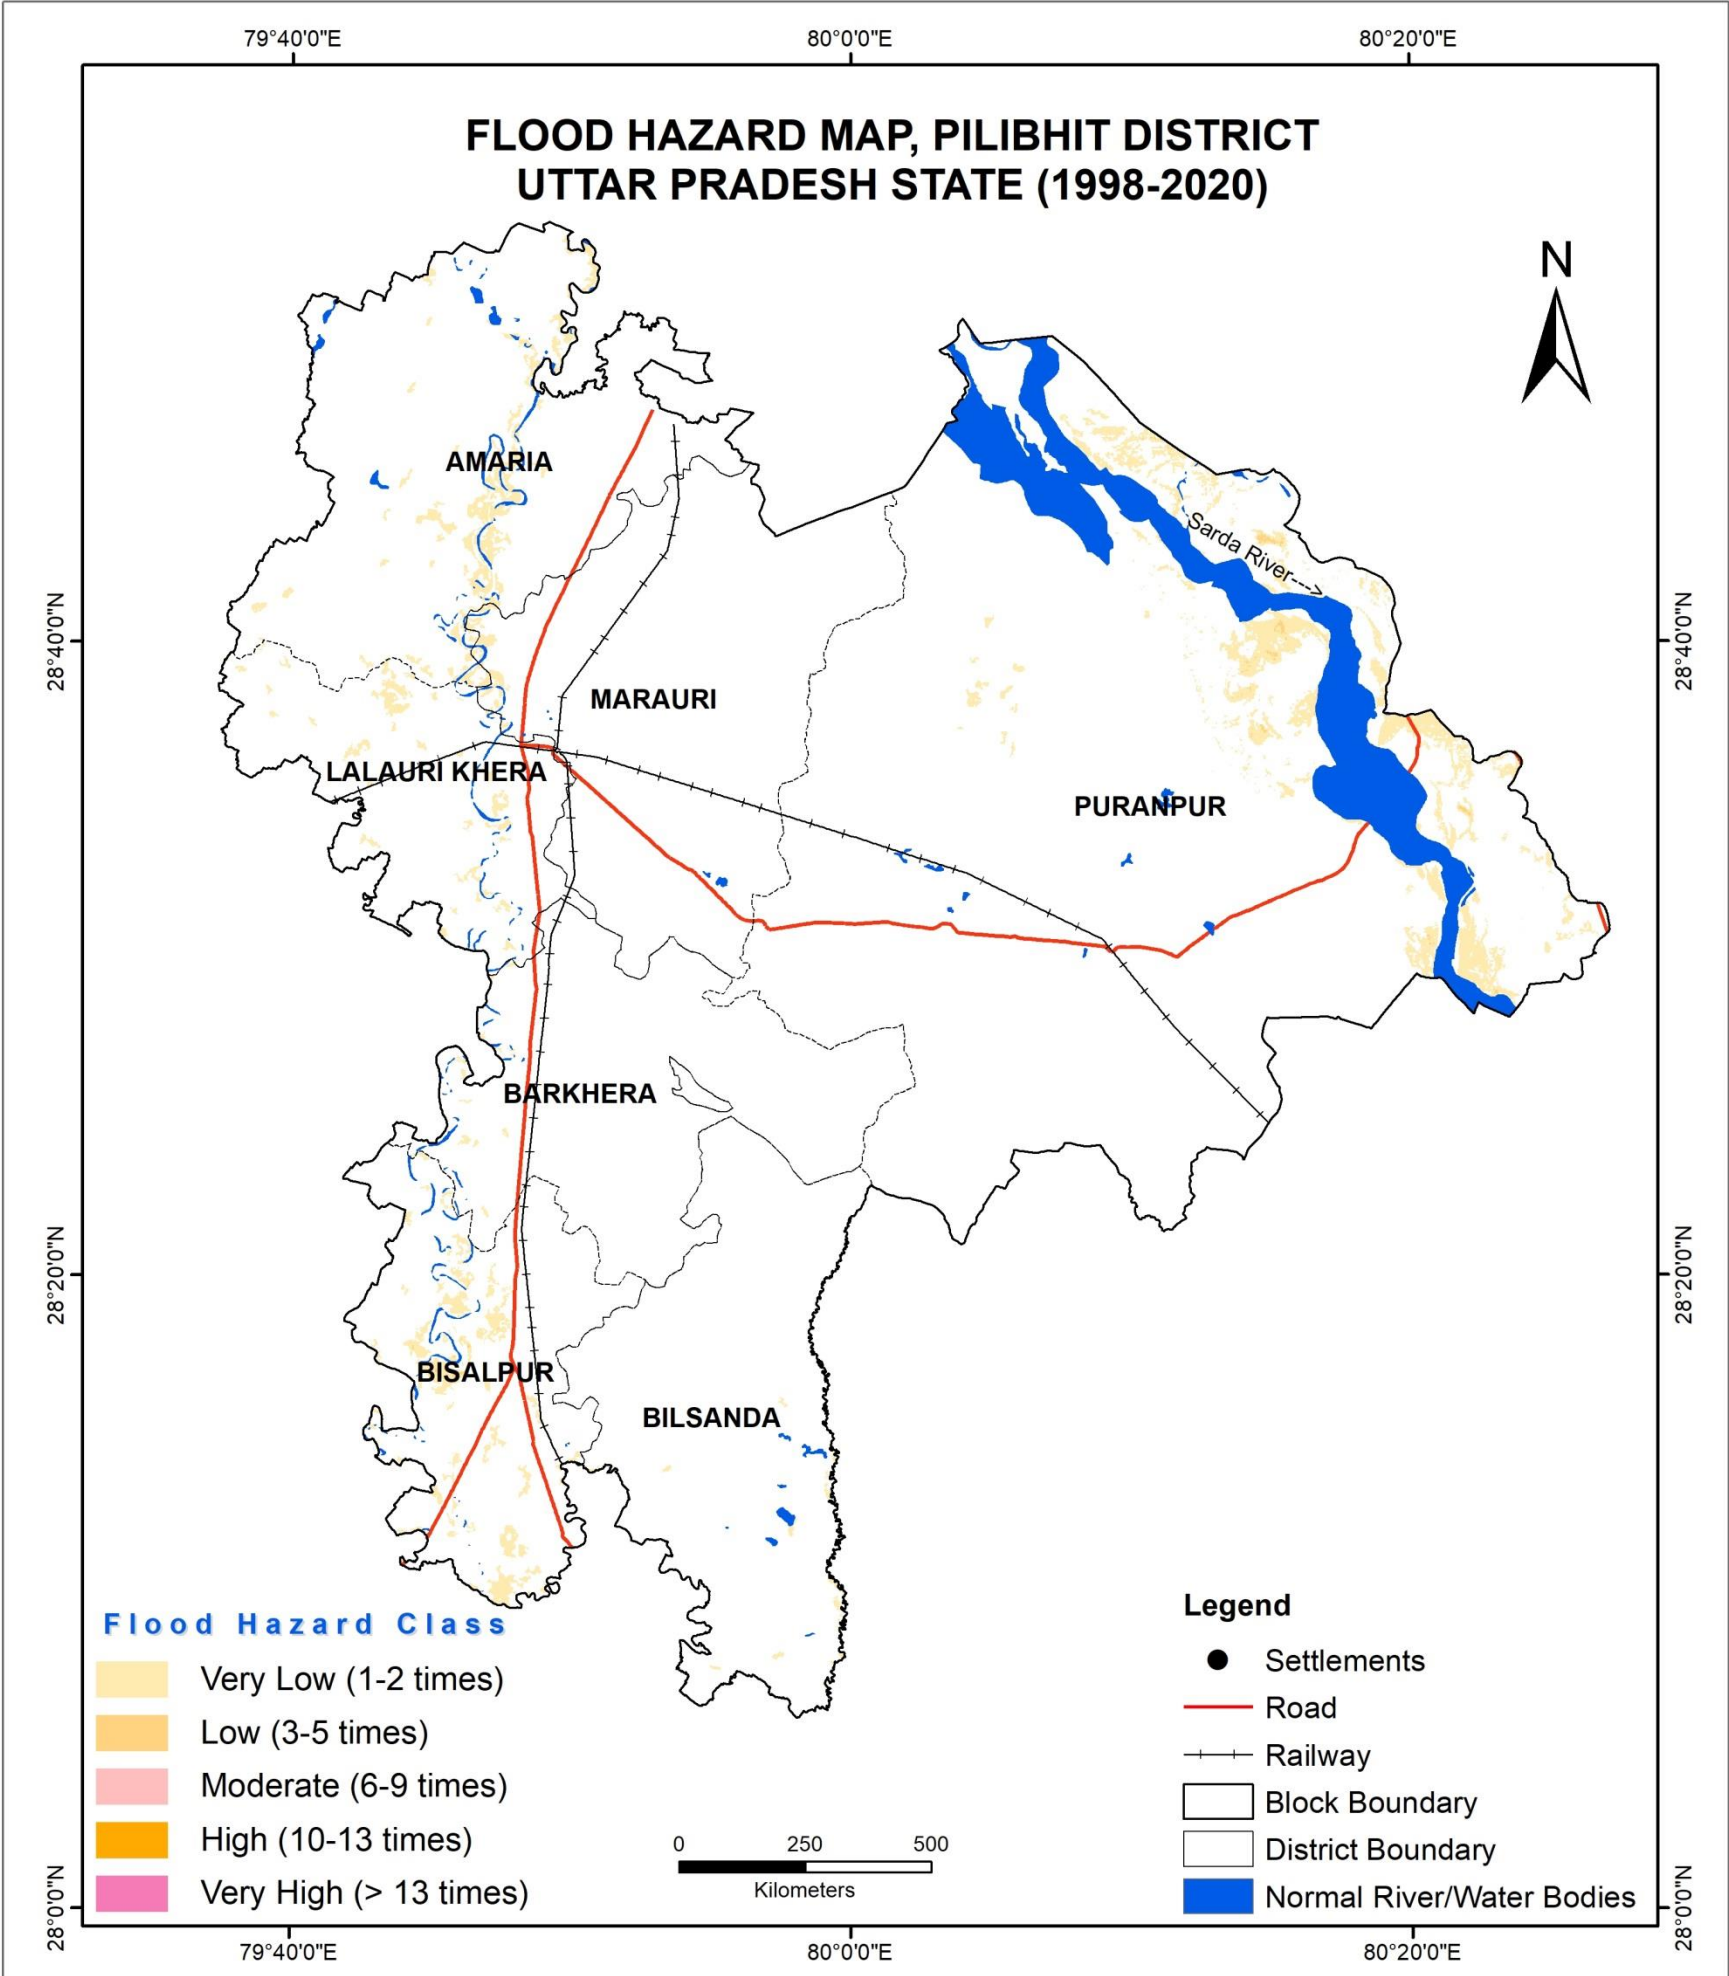 79°40'0"E
80°0'0"E
80°20'0"E
FLOOD HAZARD MAP, PILIBHIT DISTRICT
UTTAR PRADESH STATE (1998-2020)
N
AMARIA
Sarda River--->
28°40'0"N
28°40'0"N
MARAURI
LALAURI KHERA
PURANPUR
BARKHERA
28°20'0"N
28°20'0"N
BISALPUR
BILSANDA
Flood Hazard Class
Very Low (1-2 times)
Low (3-5 times)
Moderate (6-9 times)
High (10-13 times)
Very High (> 13 times)
0 250 500
Kilometers
Legend
Settlements
Road
Railway
Block Boundary
District Boundary
Normal River/Water Bodies
28°0'0"N
28°0'0"N
79°40'0"E
80°0'0"E
80°20'0"E